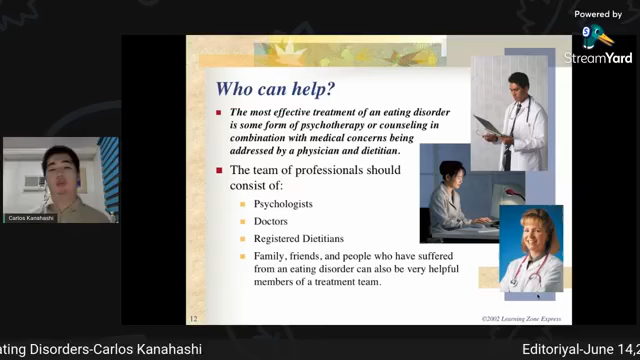 Powered by
StreamYard
Who can help?
The most effective treatment of an eating disorder
is some form of psychotherapy or counseling in
combination with medical concerns being
addressed by a physician and dietitian.
The team of professionals should
consist of:
Psychologists
Doctors
Registered Dietitians
Family, friends, and people who have suffered
from an eating disorder can also be very helpful
members of a treatment team.
Carlos Kanahashi
12
©2002 Learning Zone Express
ating Disorders-Carlos Kanahashi
Editoriyal-June 14,2